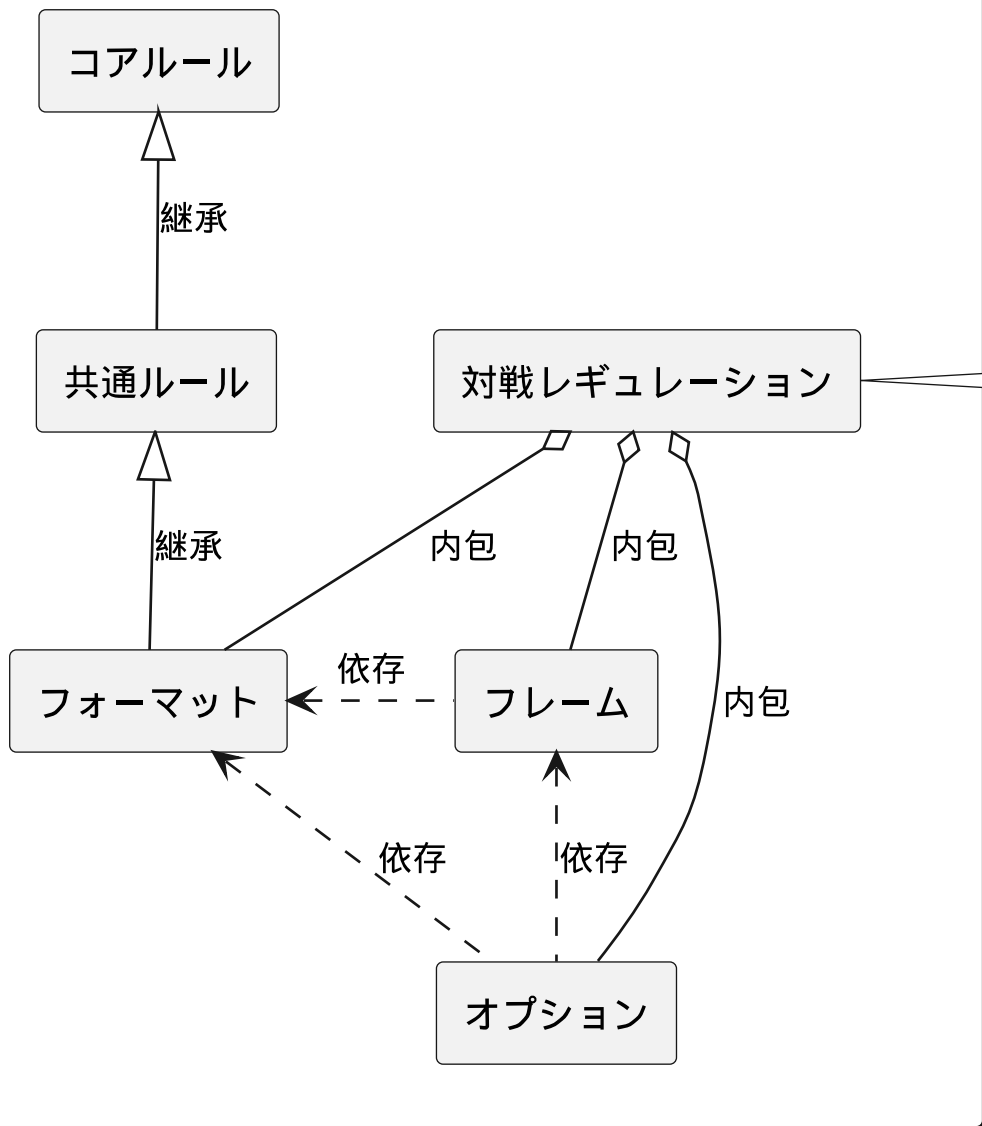 コアルール
継承
共通ルール
対戦レギュレーション
継承
内包
内包
フォーマット
依存
フレーム
内包
依存
依存
オプション